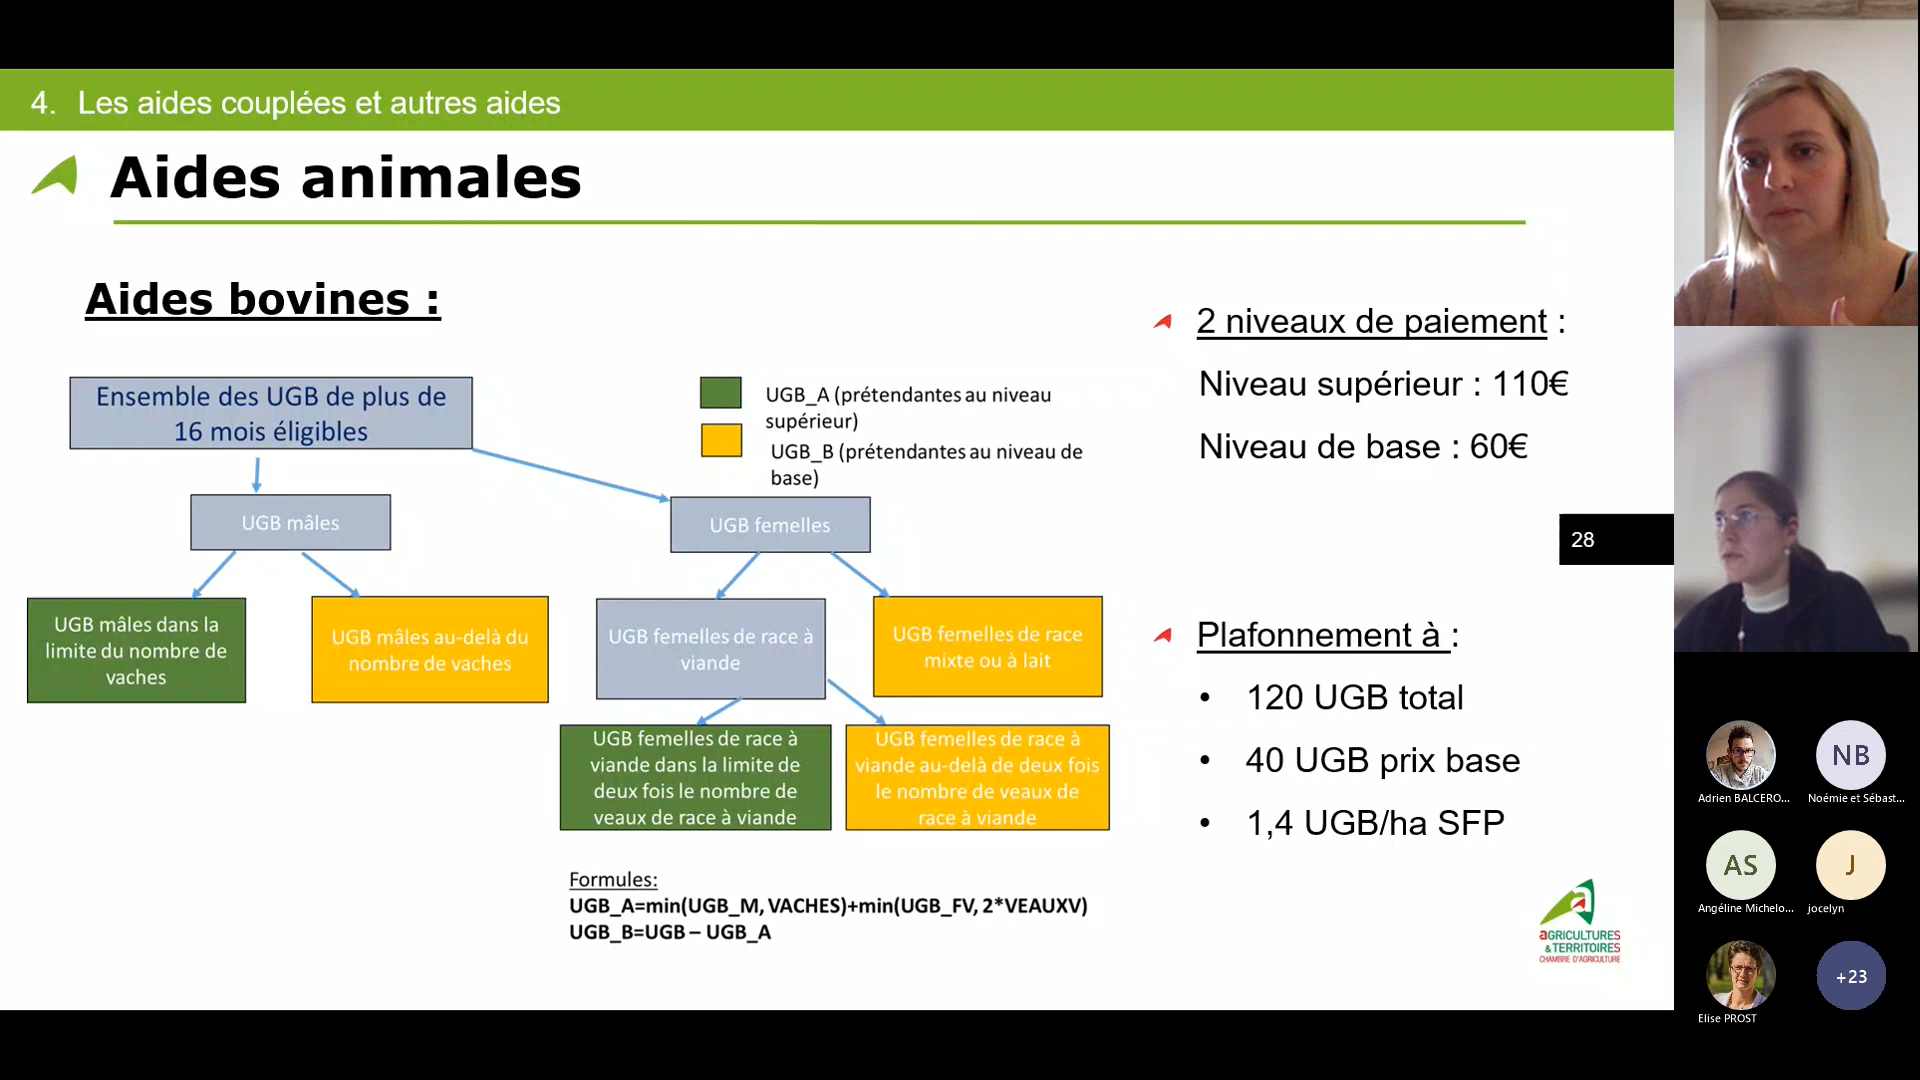 4. Les aides couplées et autres aides
Aides animales
Aides bovines :
Ensemble des UGB de plus de
16 mois éligibles
UGB_A (prétendantes au niveau
supérieur)
UGB_B (prétendantes au niveau de
base)
UGB mâles
UGB femelles
UGB mâles dans la
limite du nombre de
vaches
UGB mâles au-delà du
nombre de vaches
UGB femelles de race à
viande
UGB femelles de race
mixte ou à lait
UGB femelles de race à
viande dans la limite de
deux fois le nombre de
veaux de race à viande
UGB femelles de race à
viande au-delà de deux fois
le nombre de veaux de
race à viande
Formules:
UGB_A=min(UGB_M, VACHES)+min(UGB_FV, 2*VEAUXV)
UGB_B=UGB – UGB_A
2 niveaux de paiement :
Niveau supérieur : 110€
Niveau de base : 60€
28
Plafonnement à :
• 120 UGB total
• 40 UGB prix base
• 1,4 UGB/ha SFP
aGRICULTURES
& TERRITOIRES
CHAMBRE D'AGRICULTURE
Adrien BALCERO...
NB
Noémie et Sébast...
AS
Angéline Michelo...
J
jocelyn
Elise PROST
+23